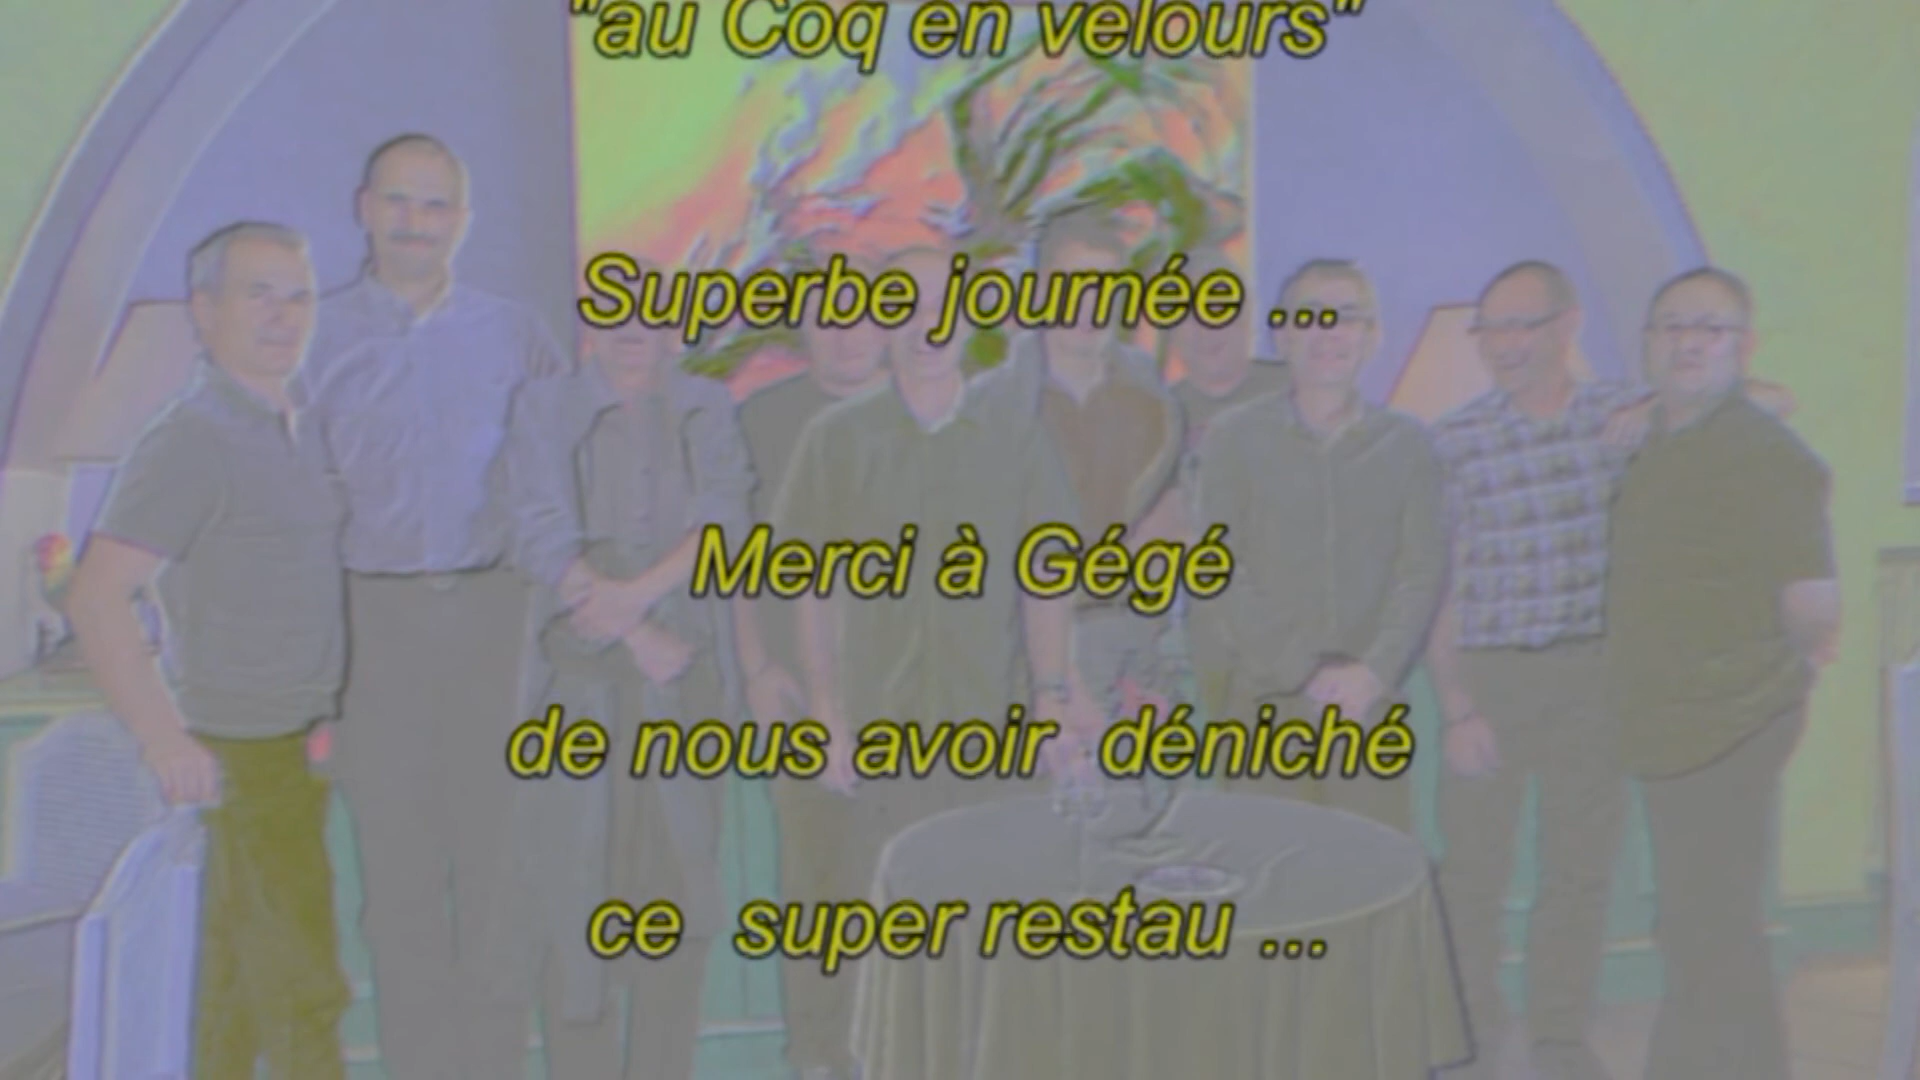 "au Coq en velours"
Superbe journée ...
Merci à Gégé
de nous avoir déniché
ce super restau ...